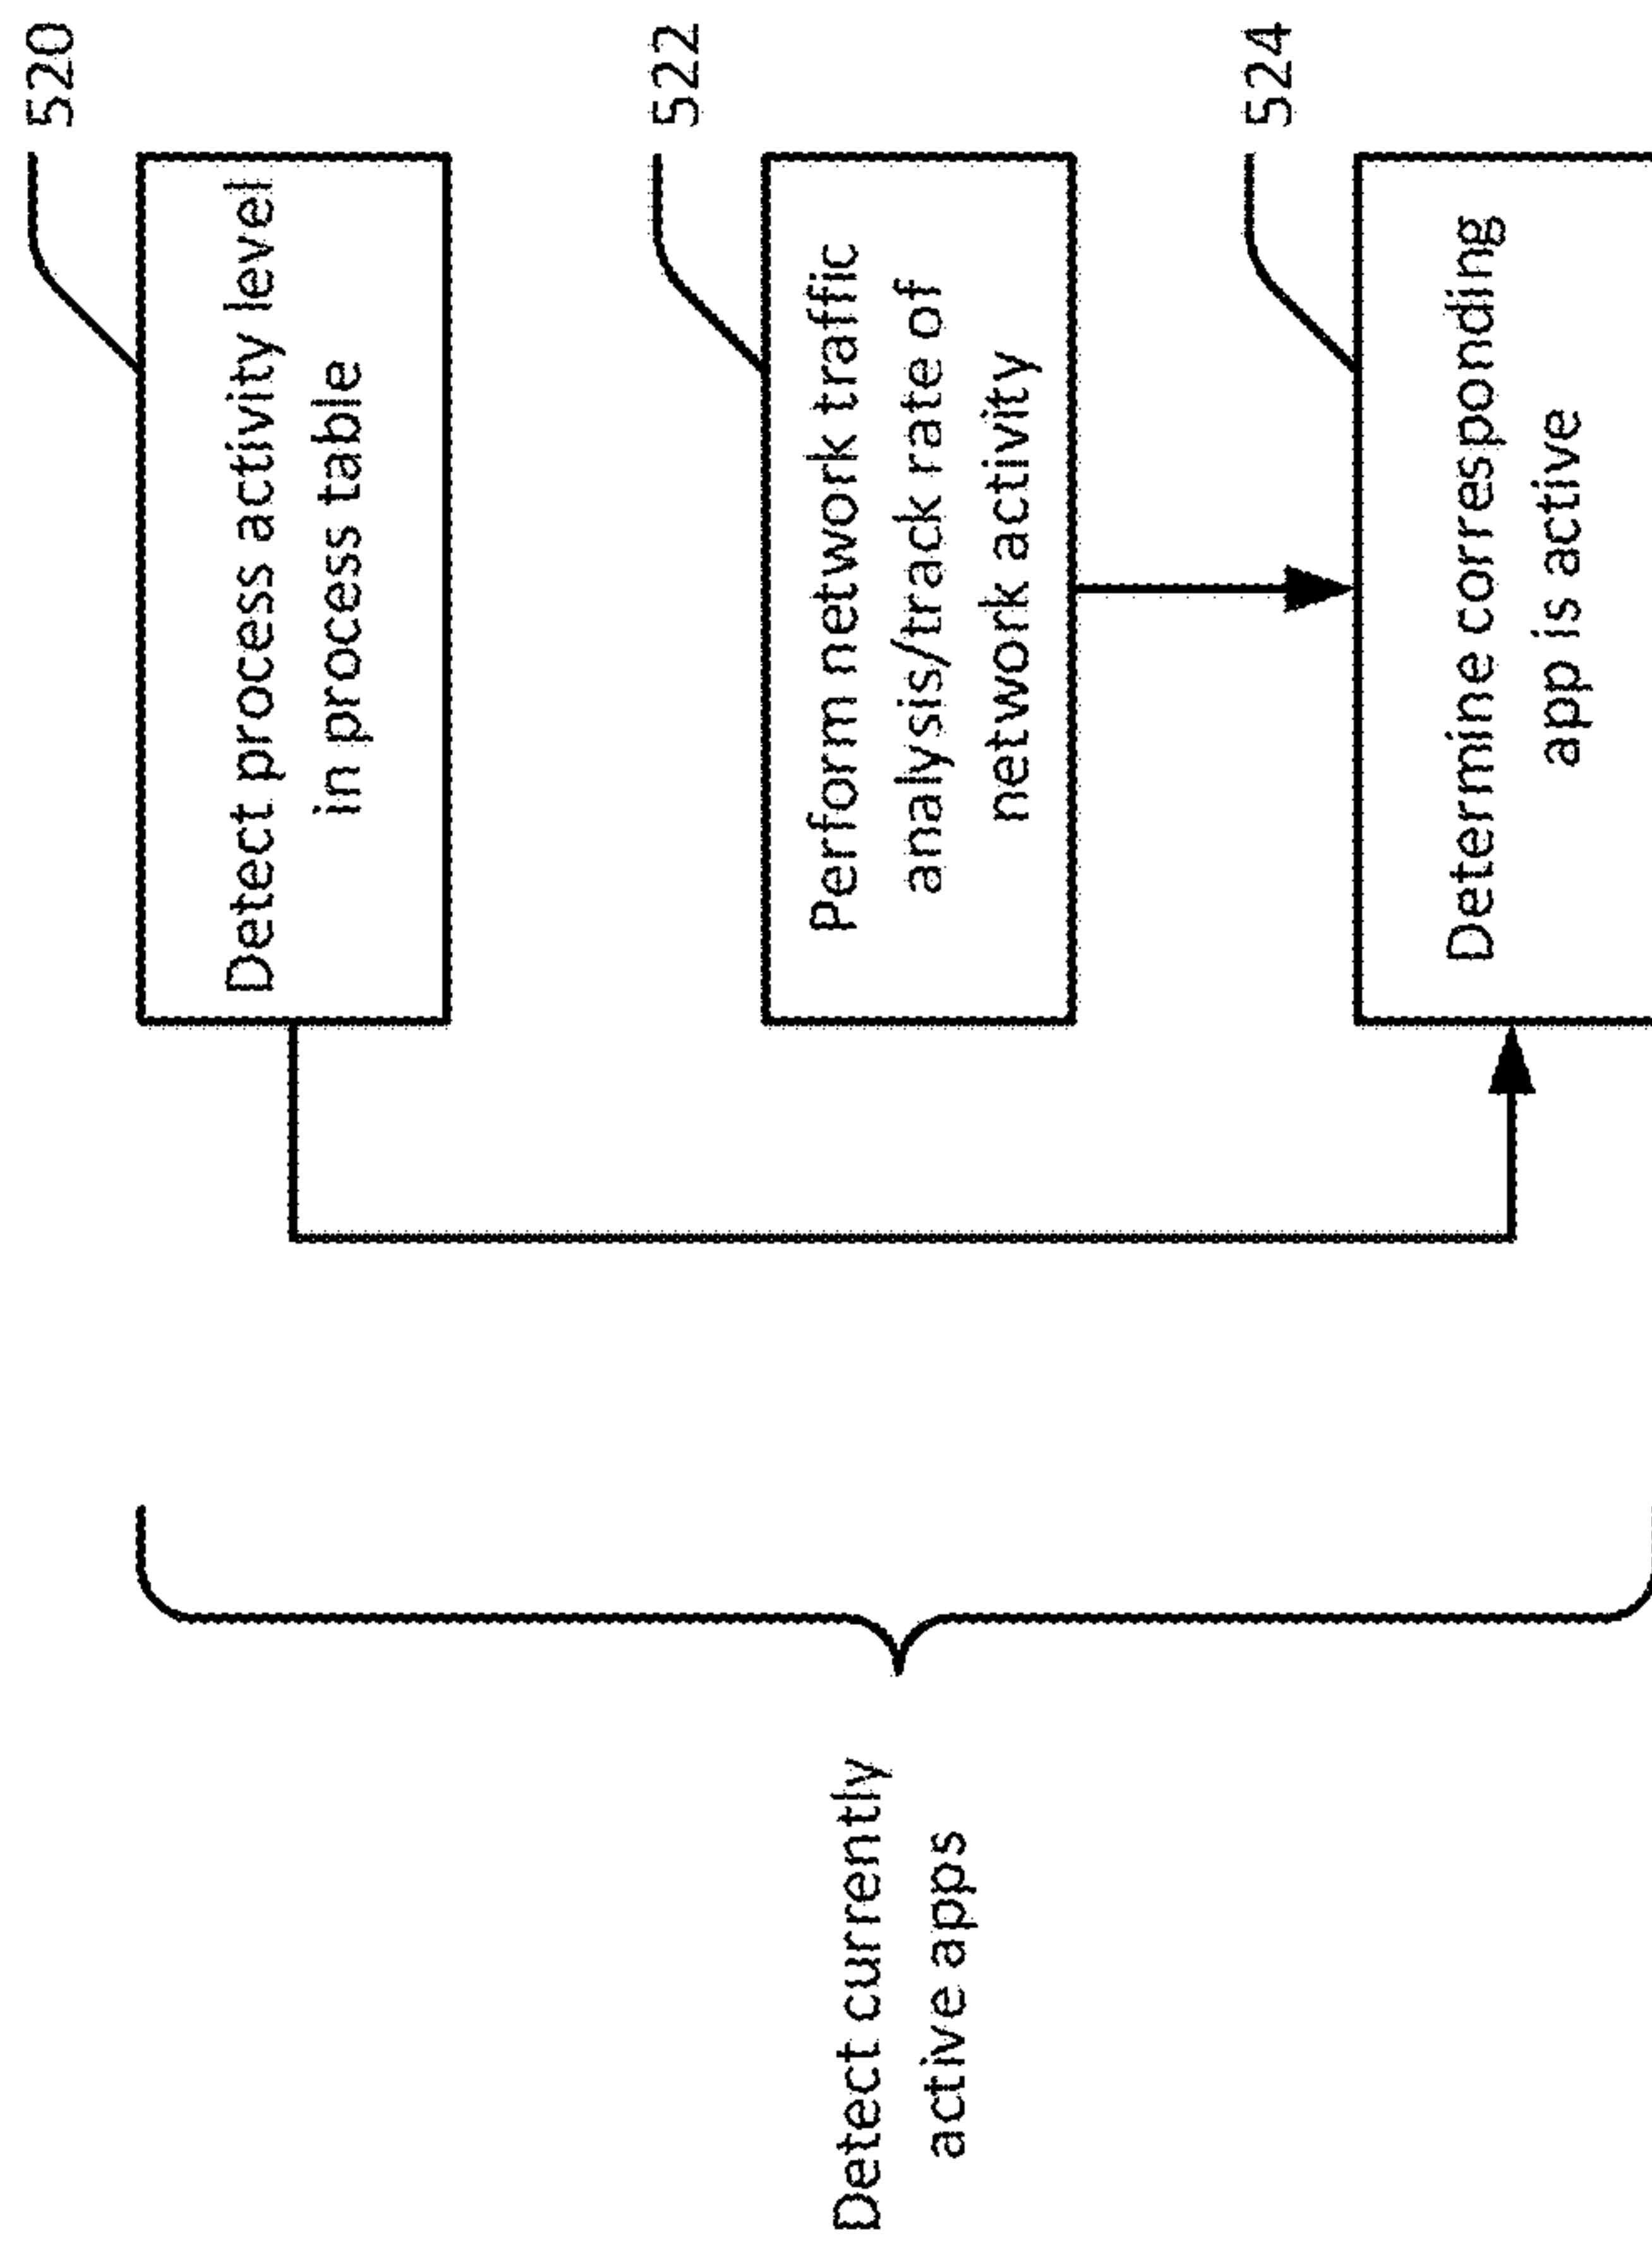 Detect currently
active apps
520
Detect process activity level
in process table
522
Perform network traffic
analysis/track rate of
network activity
524
Determine corresponding
app is active